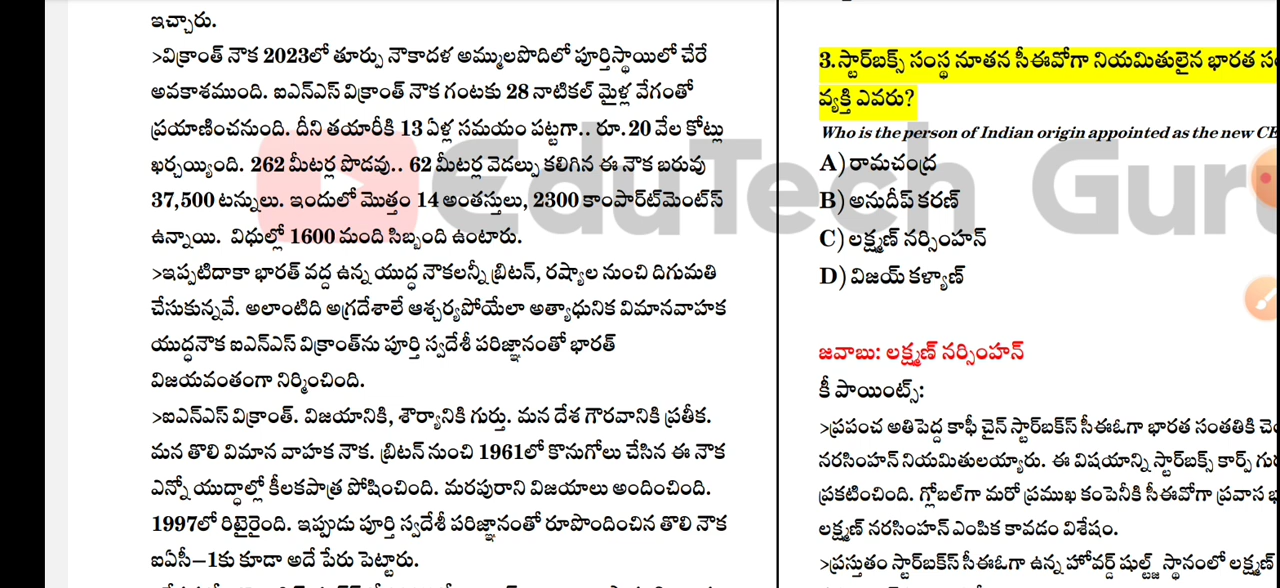 ఇచ్చారు.
>విక్రాంత్ నౌక 2023లో తూర్పు నౌకాదళ అమ్ములపొదిలో పూర్తిస్థాయిలో చేరే
అవకాశముంది. ఐఎన్ఎస్ విక్రాంత్ నౌక గంటకు 28 నాటికల్ మైళ్ల వేగంతో
ప్రయాణించనుంది. దీని తయారీకి 13 ఏళ్ల సమయం పట్టగా.. రూ.20 వేల కోట్లు
ఖర్చయ్యింది. 262 మీటర్ల పొడవు.. 62 మీటర్ల వెడల్పు కలిగిన ఈ నౌక బరువు
37,500 టన్నులు. ఇందులో మొత్తం 14 అంతస్తులు, 2300 కాంపార్ట్‌మెంట్స్
ఉన్నాయి. విధుల్లో 1600 మంది సిబ్బంది ఉంటారు.
>ఇప్పటిదాకా భారత్ వద్ద ఉన్న యుద్ధ నౌకలన్నీ బ్రిటన్, రష్యాల నుంచి దిగుమతి
చేసుకున్నవే. అలాంటిది అగ్రదేశాలే ఆశ్చర్యపోయేలా అత్యాధునిక విమానవాహక
యుద్ధనౌక ఐఎన్ఎస్ విక్రాంత్‌ను పూర్తి స్వదేశీ పరిజ్ఞానంతో భారత్
విజయవంతంగా నిర్మించింది.
>ఐఎన్ఎస్ విక్రాంత్. విజయానికి, శౌర్యానికి గుర్తు. మన దేశ గౌరవానికి ప్రతీక.
మన తొలి విమాన వాహక నౌక. బ్రిటన్ నుంచి 1961లో కొనుగోలు చేసిన ఈ నౌక
ఎన్నో యుద్ధాల్లో కీలకపాత్ర పోషించింది. మరపురాని విజయాలు అందించింది.
1997లో రిటైరైంది. ఇప్పుడు పూర్తి స్వదేశీ పరిజ్ఞానంతో రూపొందించిన తొలి నౌక
ఐఏసీ–1కు కూడా అదే పేరు పెట్టారు.
3.స్టార్‌బక్స్ సంస్థ నూతన సీఈవోగా నియమితులైన భారత
వ్యక్తి ఎవరు?
Who is the person of Indian origin appointed as the new CE
A) రామచంద్ర
B) అనుదీప్ కరణ్
C) లక్ష్మణ్ నర్సింహన్
D) విజయ్ కళ్యాణ్
జవాబు: లక్ష్మణ్ నర్సింహన్
కీ పాయింట్స్:
>ప్రపంచ అతిపెద్ద కాఫీ చైన్ స్టార్‌బక్‌స్ సీఈఓగా భారత సంతతికి చె
నరసింహన్ నియమితులయ్యారు. ఈ విషయాన్ని స్టార్‌బక్స్ కార్ప్ గు
ప్రకటించింది. గ్లోబల్‌గా మరో ప్రముఖ కంపెనీకి సీఈవోగా ప్రవాస
లక్ష్మణ్ నరసింహన్ ఎంపిక కావడం విశేషం.
>ప్రస్తుతం స్టార్‌బక్‌స్ సీఈఓగా ఉన్న హోవర్డ్ షుల్ట్జ్ స్థానంలో లక్ష్మణ్
EduTech Guru